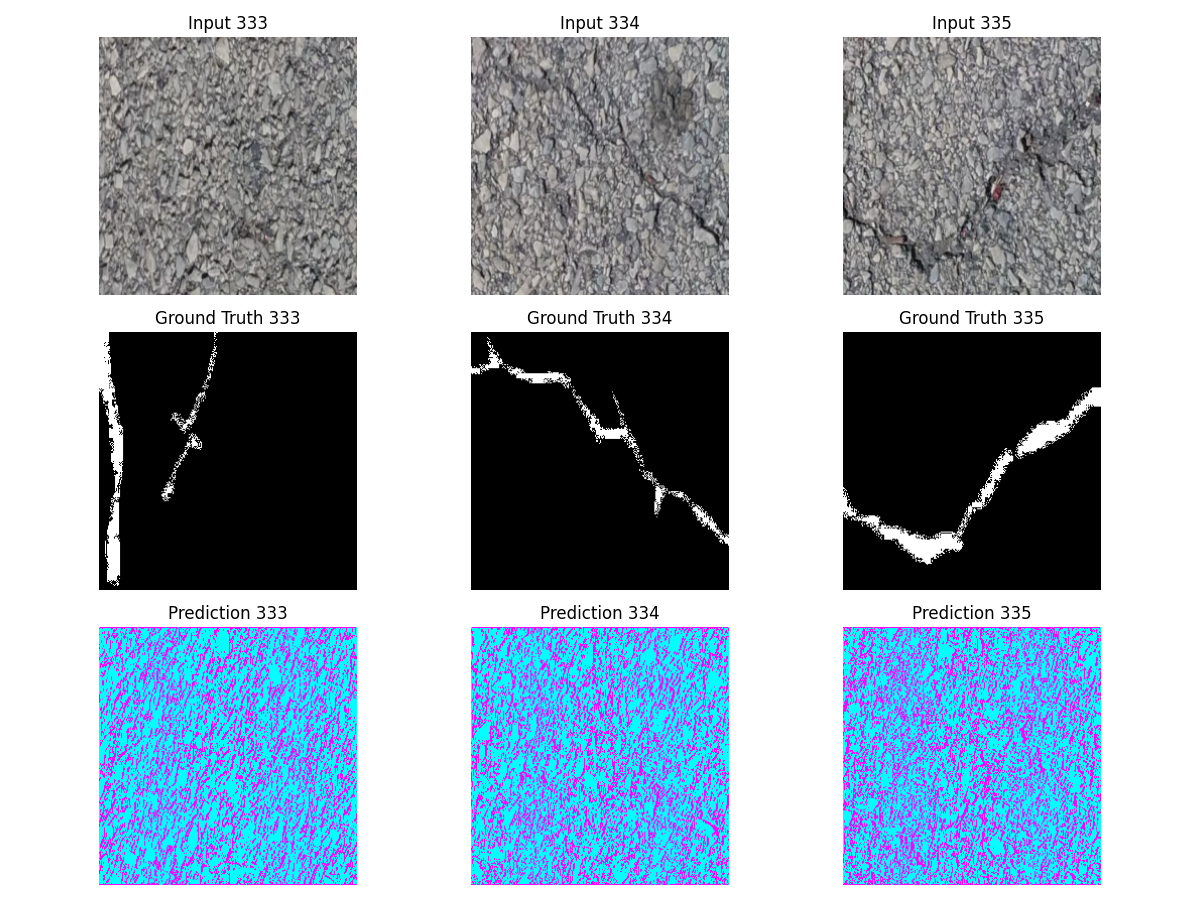 Input 333
Input 334
Input 335
Ground Truth 333
Ground Truth 334
Ground Truth 335
Prediction 333
Prediction 334
Prediction 335